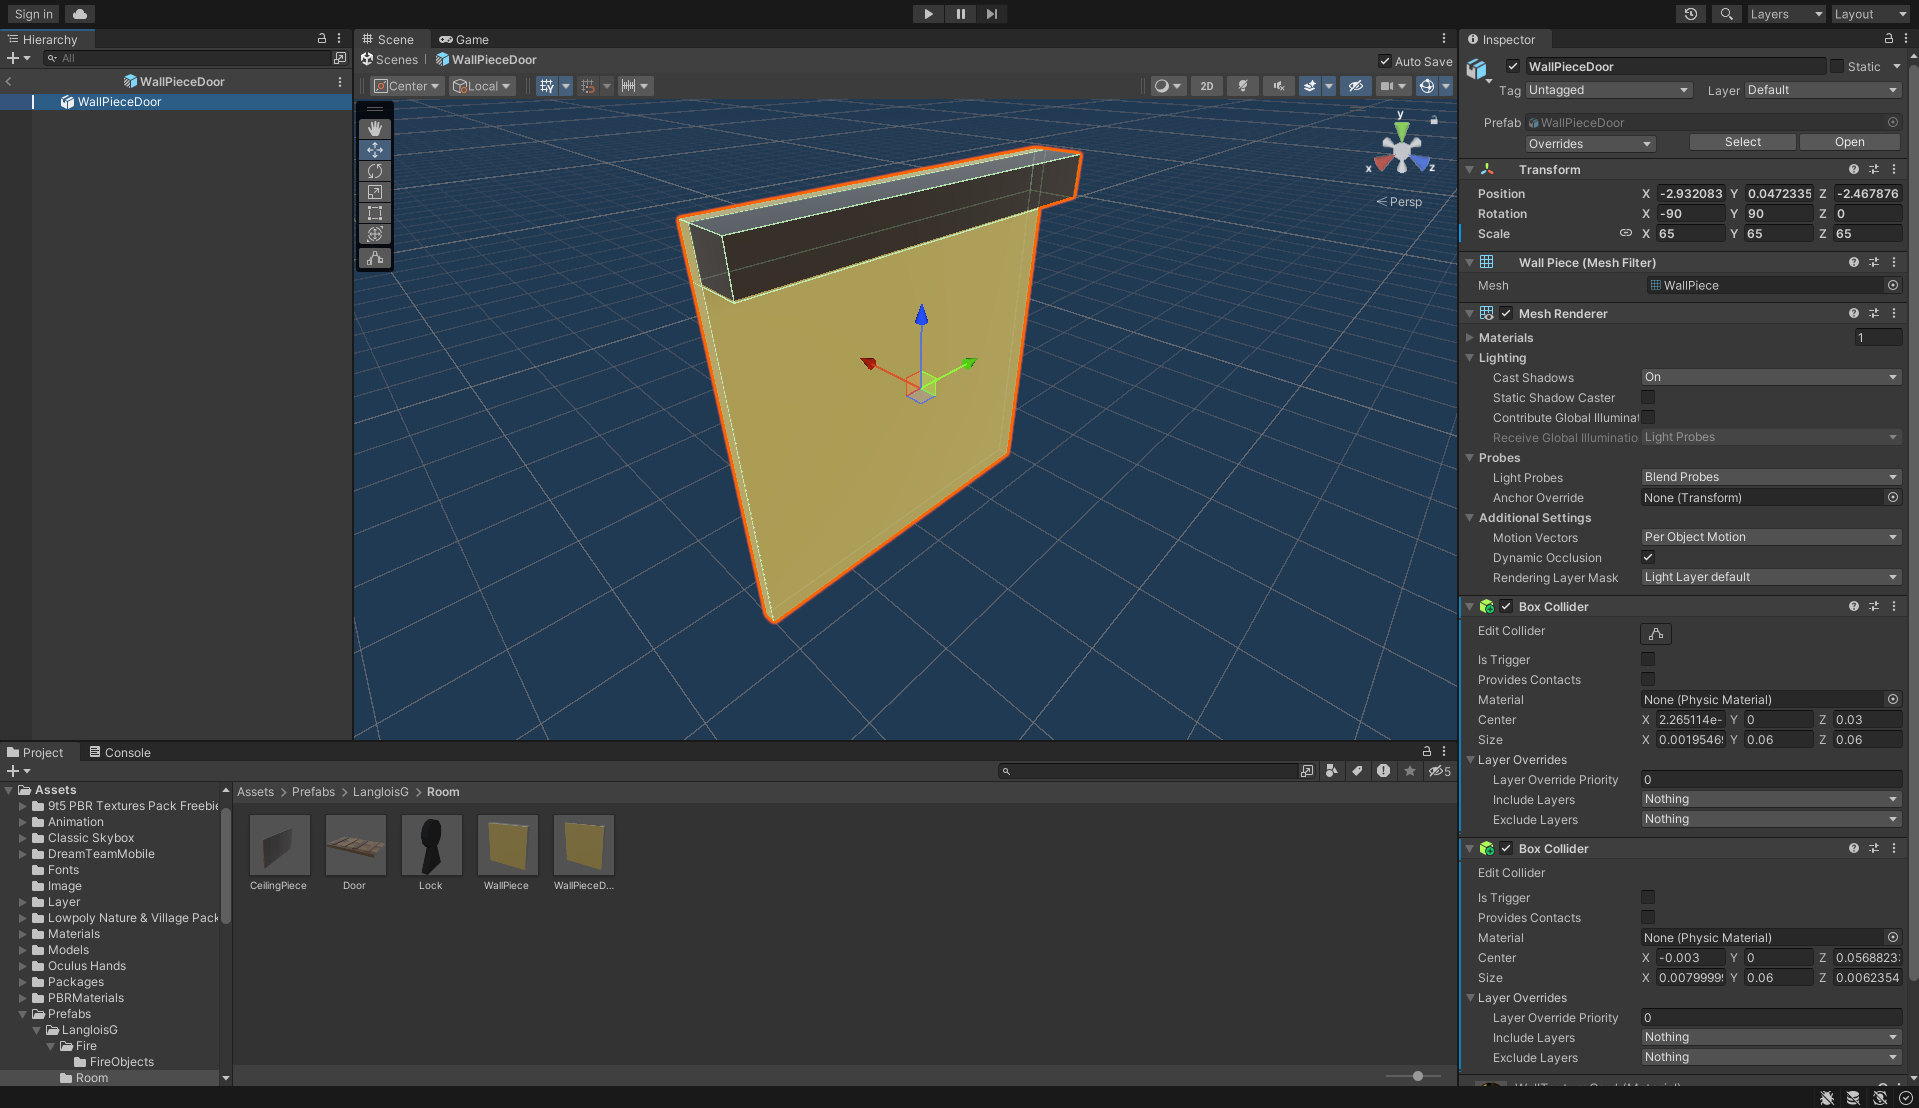 Sign in
Layers
Layout
Hierarchy
All
WallPieceDoor
WallPieceDoor
Scene
Game
Scenes
WallPieceDoor
Auto Save
Center
Local
2D
y
x
z
Persp
Inspector
WallPieceDoor
Static
Tag
Untagged
Layer
Default
Prefab
WallPieceDoor
Overrides
Select
Open
Transform
Position X -2.932083 Y 0.0472335 Z -2.467876
Rotation X -90 Y 90 Z 0
Scale X 65 Y 65 Z 65
Wall Piece (Mesh Filter)
Mesh WallPiece
Mesh Renderer
Materials 1
Lighting
Cast Shadows On
Static Shadow Caster
Contribute Global Illuminat
Receive Global Illuminatio Light Probes
Probes
Light Probes Blend Probes
Anchor Override None (Transform)
Additional Settings
Motion Vectors Per Object Motion
Dynamic Occlusion
Rendering Layer Mask Light Layer default
Box Collider
Edit Collider
Is Trigger
Provides Contacts
Material None (Physic Material)
Center X 2.265114e- Y 0 Z 0.03
Size X 0.0019546 Y 0.06 Z 0.06
Layer Overrides
Layer Override Priority 0
Include Layers Nothing
Exclude Layers Nothing
Box Collider
Edit Collider
Is Trigger
Provides Contacts
Material None (Physic Material)
Center X -0.003 Y 0 Z 0.0568823
Size X 0.0079999 Y 0.06 Z 0.0062354
Layer Overrides
Layer Override Priority 0
Include Layers Nothing
Exclude Layers Nothing
Project
Console
5
Assets
9t5 PBR Textures Pack Freebie
Animation
Classic Skybox
DreamTeamMobile
Fonts
Image
Layer
Lowpoly Nature & Village Pack
Materials
Models
Oculus Hands
Packages
PBRMaterials
Prefabs
LangloisG
Fire
FireObjects
Room
Assets > Prefabs > LangloisG > Room
CeilingPiece
Door
Lock
WallPiece
WallPieceD...